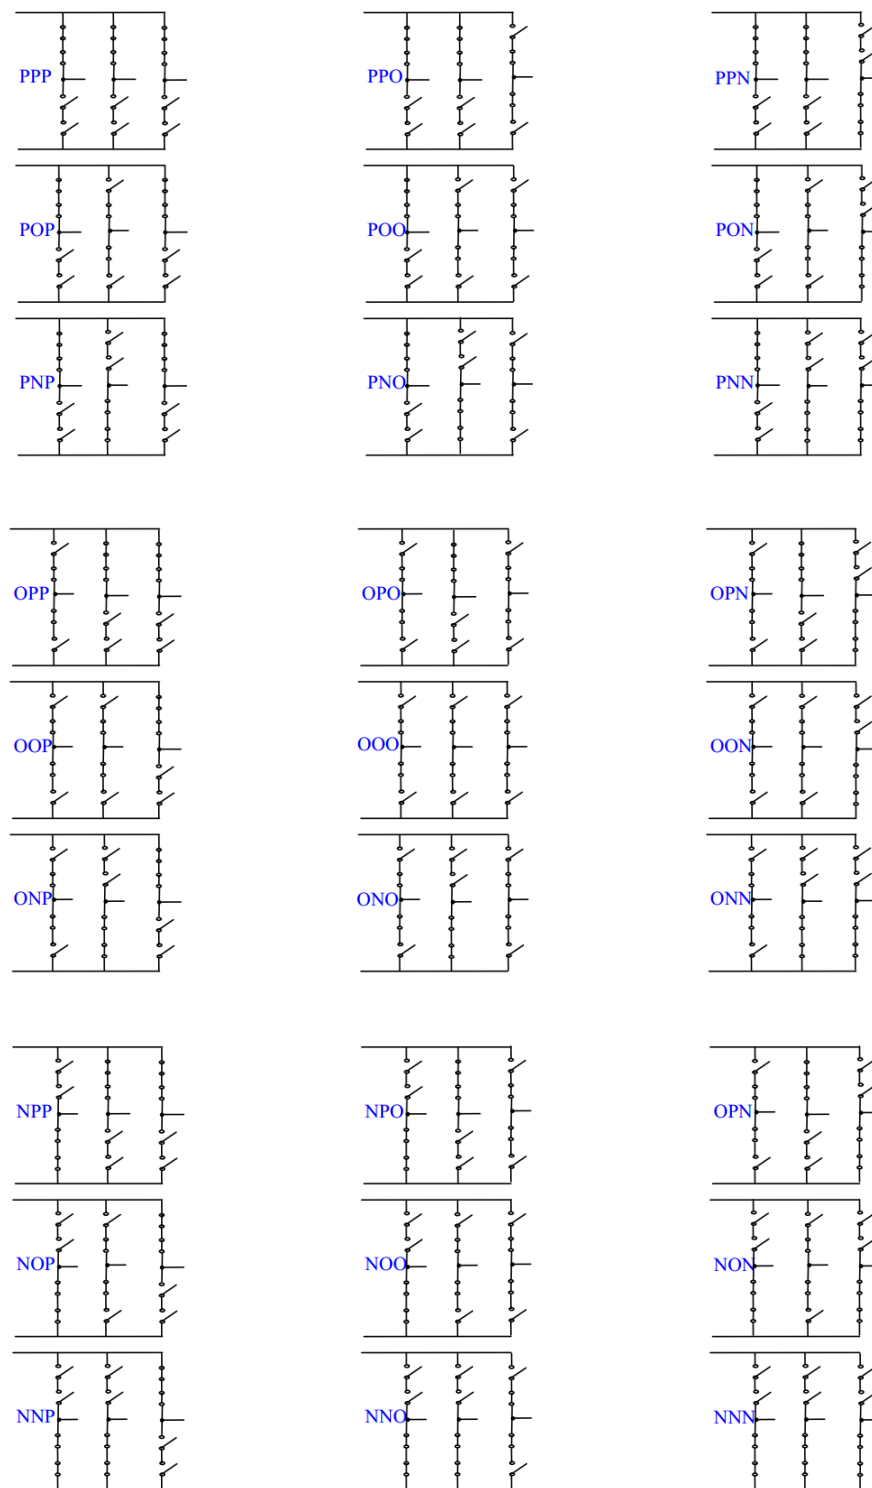 PPP PPO PPN
POP POO PON
PNP PNO PNN
OPP OPO OPN
OOP OOO OON
ONP ONO ONN
NPP NPO OPN
NOP NOO NON
NNP NNO NNN